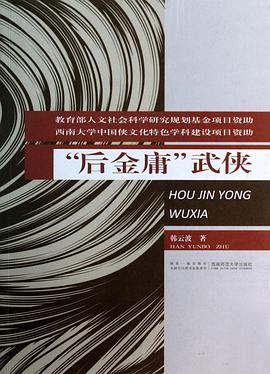 教育部人文社会科学研究规划基金项目资助
西南大学中国侠文化特色学科建设项目资助
“后金庸”武侠
HOU JIN YONG
WUXIA
韩云波 著
HAN YUNBO ZHU
西南师范大学出版社